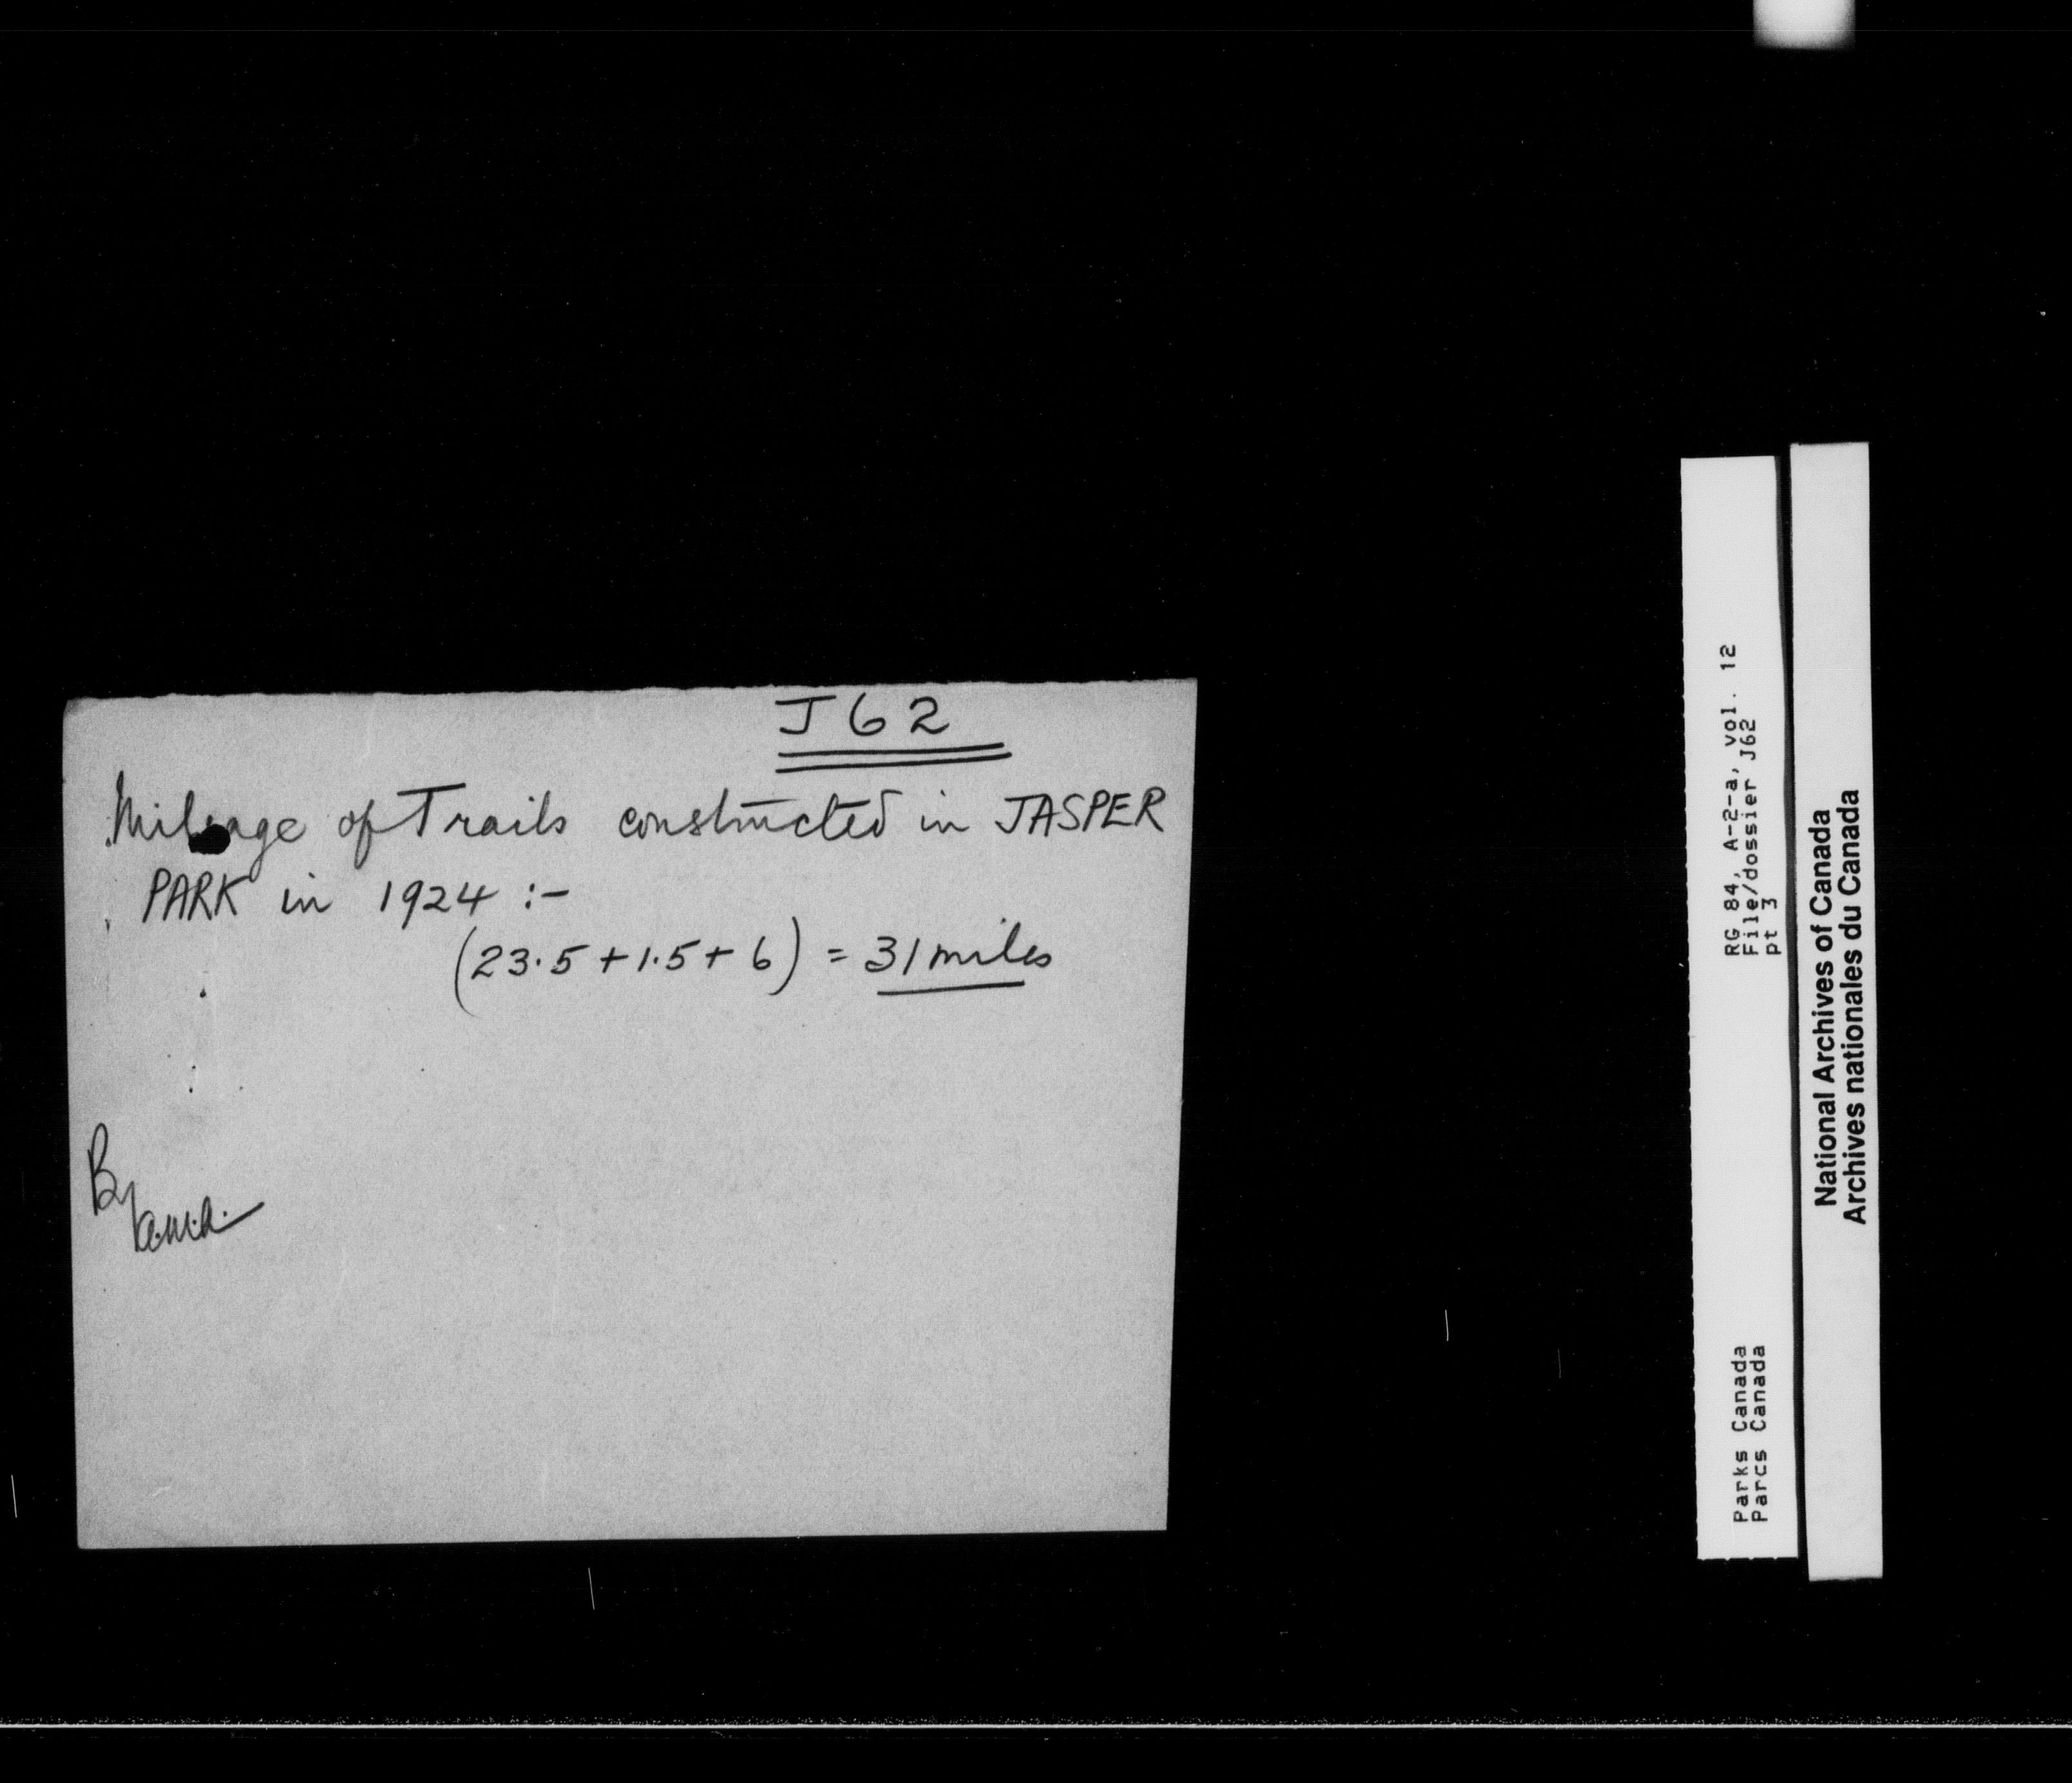 J62
Mileage of Trails constructed in JASPER
PARK in 1924 :-
(23.5 + 1.5 + 6) = 31 miles
By
RG 84, A-2-a, vol. 12
File/dossier J62
pt 3
Parks Canada
Parcs Canada
National Archives of Canada
Archives nationales du Canada